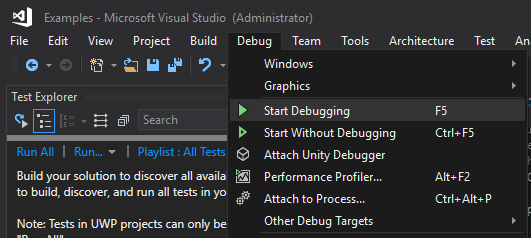 Examples - Microsoft Visual Studio (Administrator)
File Edit View Project Build Debug Team Tools Architecture Test An
Test Explorer
Search
Run All | Run... | Playlist : All Tests
Build your solution to discover all availa
to build, discover, and run all tests in yo
Note: Tests in UWP projects can only be
Windows
Graphics
Start Debugging F5
Start Without Debugging Ctrl+F5
Attach Unity Debugger
Performance Profiler... Alt+F2
Attach to Process... Ctrl+Alt+P
Other Debug Targets